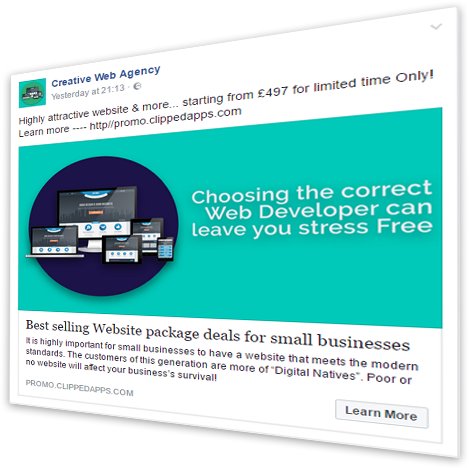 Creative Web Agency
Yesterday at 21:13 ·
Highly attractive website & more... starting from £497 for limited time Only!
Learn more ---- http//promo.clippedapps.com
Choosing the correct
Web Developer can
leave you stress Free
Best selling Website package deals for small businesses
It is highly important for small businesses to have a website that meets the modern
standards. The customers of this generation are more of “Digital Natives”. Poor or
no website will affect your business’s survival!
PROMO.CLIPPEDAPPS.COM
Learn More